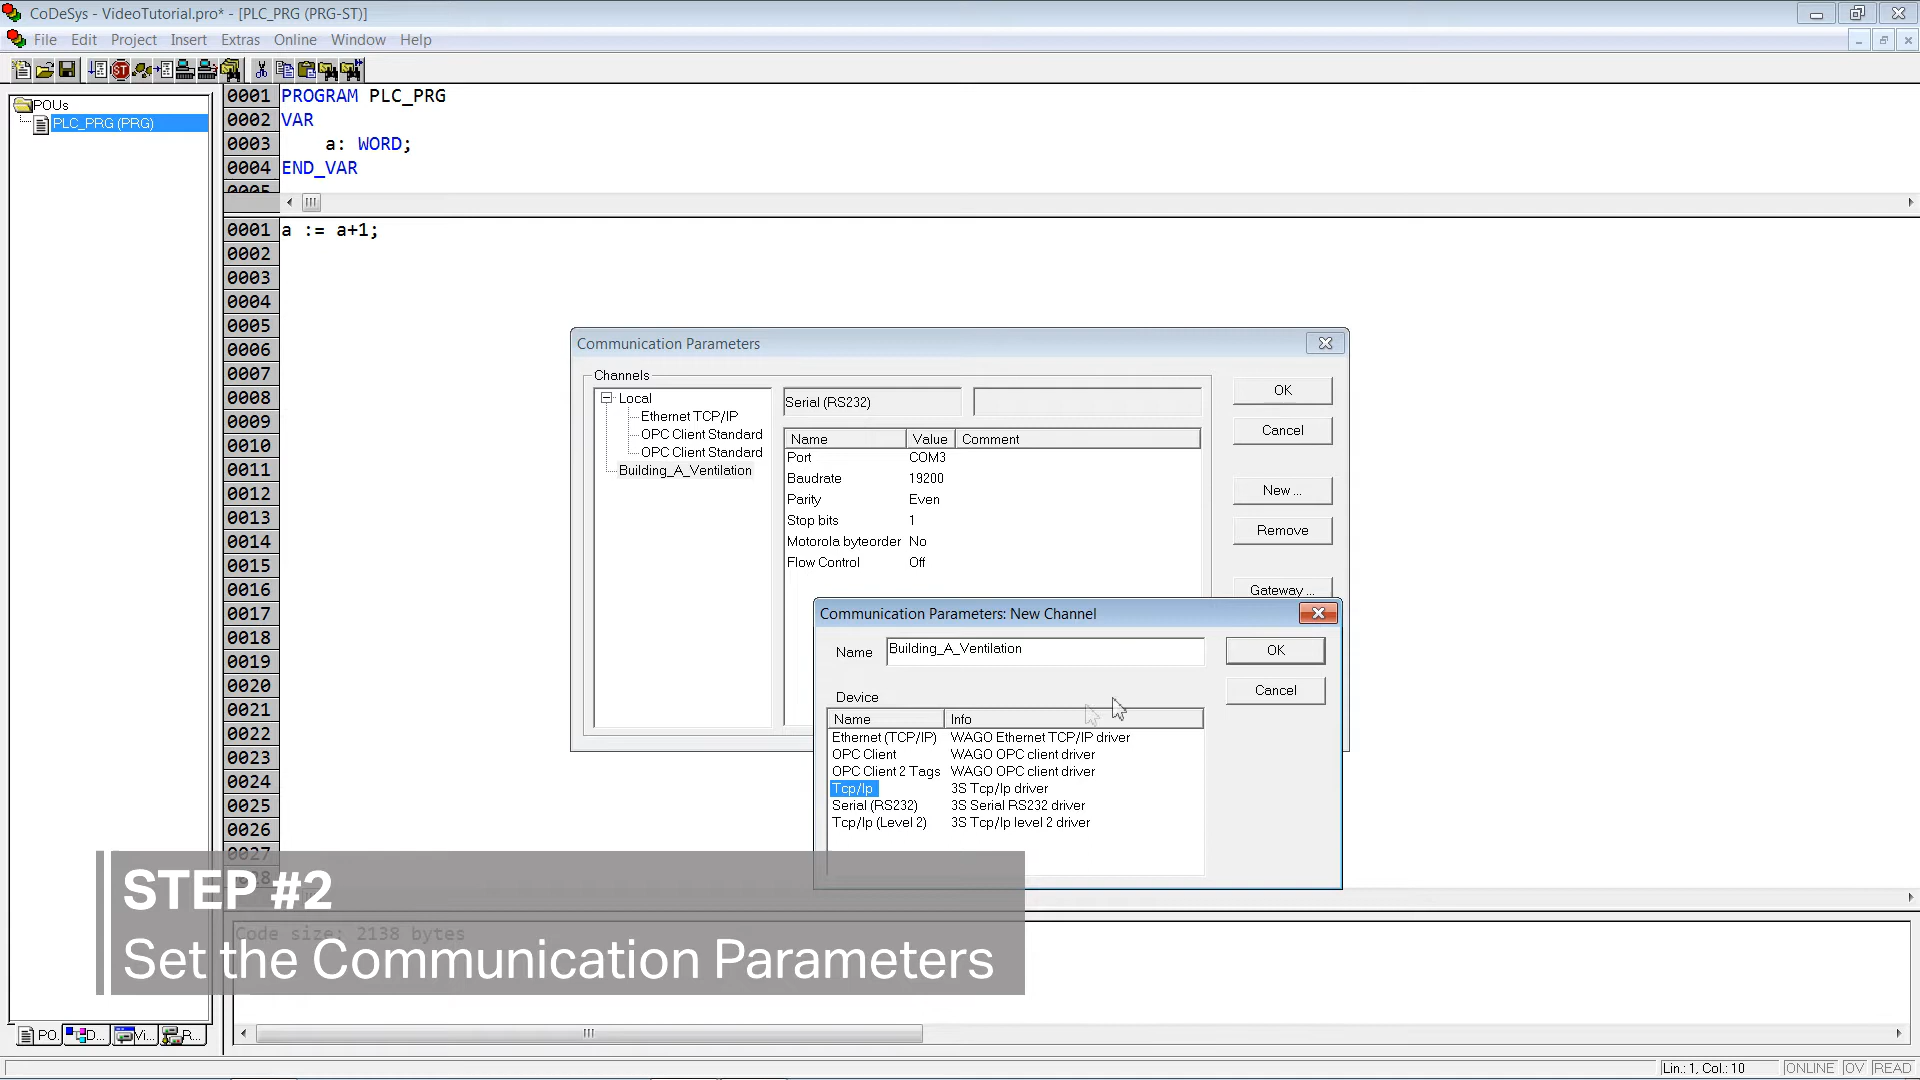 CoDeSys - VideoTutorial.pro* - [PLC_PRG (PRG-ST)]
File Edit Project Insert Extras Online Window Help
POUs
PLC_PRG (PRG)
0001 PROGRAM PLC_PRG
0002 VAR
0003 a: WORD;
0004 END_VAR
0005
0001 a := a+1;
0002
0003
0004
0005
0006
0007
0008
0009
0010
0011
0012
0013
0014
0015
0016
0017
0018
0019
0020
0021
0022
0023
0024
0025
0026
0027
Communication Parameters
Channels
Local
Ethernet TCP/IP
OPC Client Standard
OPC Client Standard
Building_A_Ventilation
Serial (RS232)
Name Value Comment
Port COM3
Baudrate 19200
Parity Even
Stop bits 1
Motorola byteorder No
Flow Control Off
OK
Cancel
New ...
Remove
Gateway ...
Communication Parameters: New Channel
Name Building_A_Ventilation
OK
Cancel
Device
Name Info
Ethernet (TCP/IP) WAGO Ethernet TCP/IP driver
OPC Client WAGO OPC client driver
OPC Client 2 Tags WAGO OPC client driver
Tcp/Ip 3S Tcp/Ip driver
Serial (RS232) 3S Serial RS232 driver
Tcp/Ip (Level 2) 3S Tcp/Ip level 2 driver
STEP #2
Code size: 2138 bytes
Set the Communication Parameters
PO. D... Vi... R...
Lin.: 1, Col.: 10 ONLINE OV READ